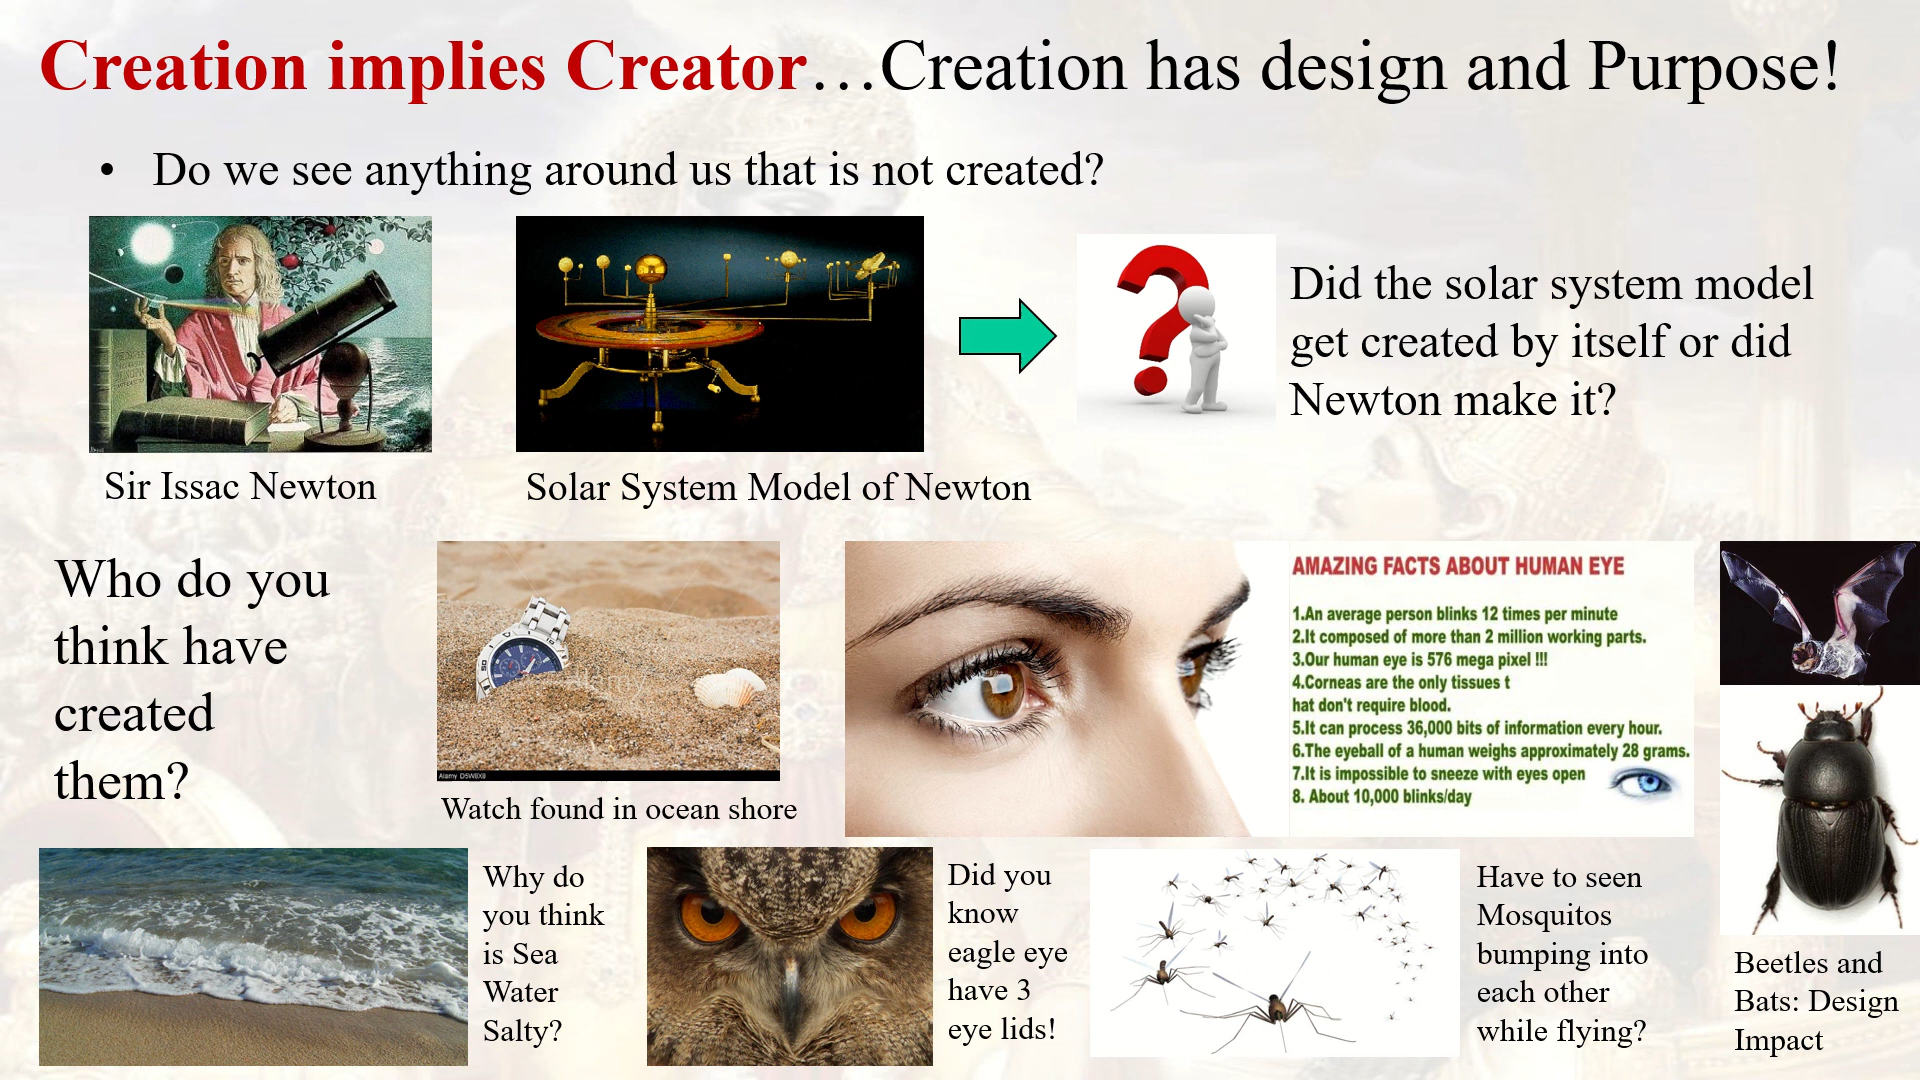 Creation implies Creator…Creation has design and Purpose!
• Do we see anything around us that is not created?
Did the solar system model
get created by itself or did
Newton make it?
Sir Issac Newton
Solar System Model of Newton
Who do you
think have
created
them?
alamy
Alamy D5W8X8
Watch found in ocean shore
AMAZING FACTS ABOUT HUMAN EYE
1.An average person blinks 12 times per minute
2.It composed of more than 2 million working parts.
3.Our human eye is 576 mega pixel !!!
4.Corneas are the only tissues t
hat don't require blood.
5.It can process 36,000 bits of information every hour.
6.The eyeball of a human weighs approximately 28 grams.
7.It is impossible to sneeze with eyes open
8. About 10,000 blinks/day
Why do
you think
is Sea
Water
Salty?
Did you
know
eagle eye
have 3
eye lids!
Have to seen
Mosquitos
bumping into
each other
while flying?
Beetles and
Bats: Design
Impact